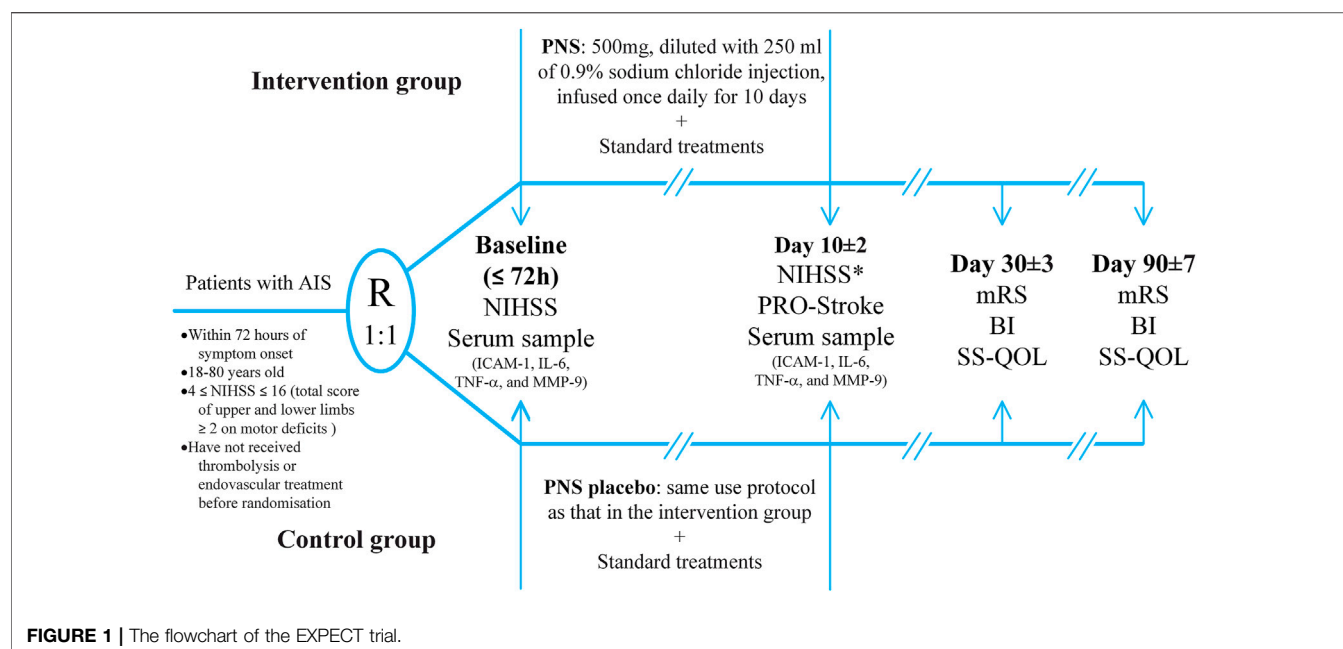 Intervention group
PNS: 500mg, diluted with 250 ml
of 0.9% sodium chloride injection,
infused once daily for 10 days
+
Standard treatments
Patients with AIS
•Within 72 hours of
symptom onset
•18-80 years old
•4 ≤ NIHSS ≤ 16 (total score
of upper and lower limbs
≥ 2 on motor deficits )
•Have not received
thrombolysis or
endovascular treatment
before randomisation
R
1:1
Baseline
(≤ 72h)
NIHSS
Serum sample
(ICAM-1, IL-6,
TNF-α, and MMP-9)
Day 10±2
NIHSS*
PRO-Stroke
Serum sample
(ICAM-1, IL-6,
TNF-α, and MMP-9)
Day 30±3
mRS
BI
SS-QOL
Day 90±7
mRS
BI
SS-QOL
Control group
PNS placebo: same use protocol
as that in the intervention group
+
Standard treatments
FIGURE 1 | The flowchart of the EXPECT trial.